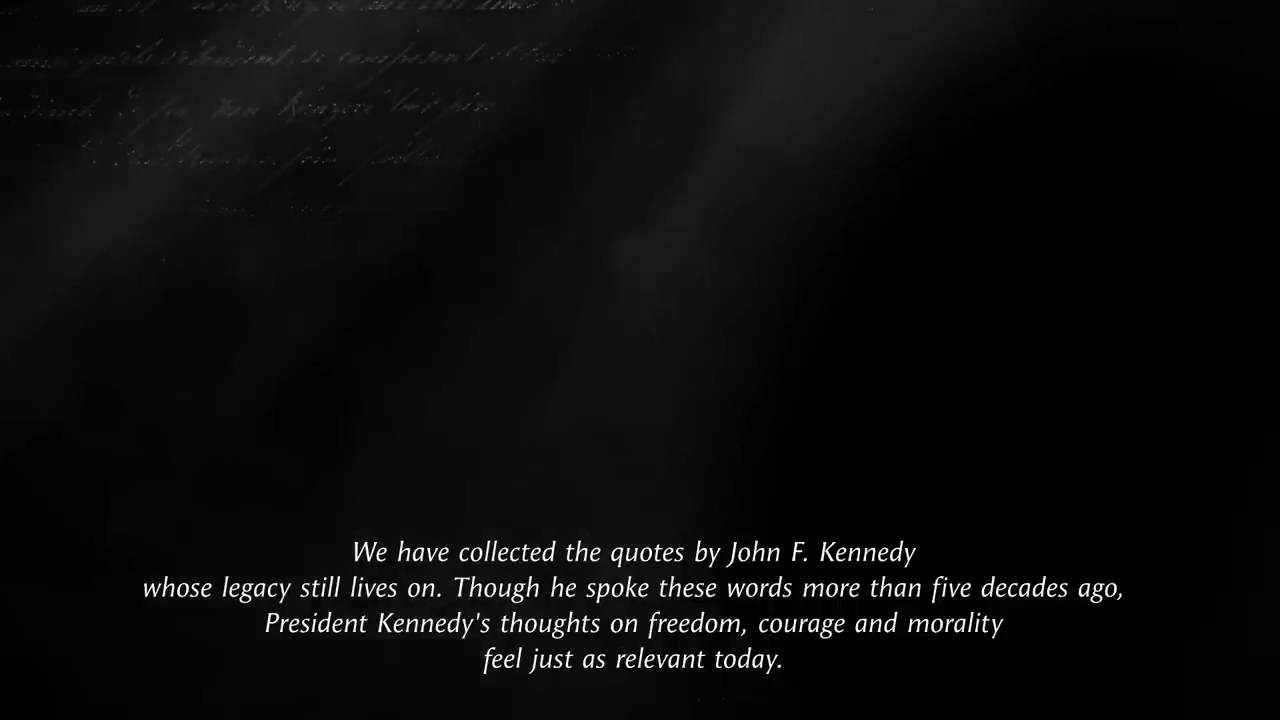 We have collected the quotes by John F. Kennedy
whose legacy still lives on. Though he spoke these words more than five decades ago,
President Kennedy's thoughts on freedom, courage and morality
feel just as relevant today.